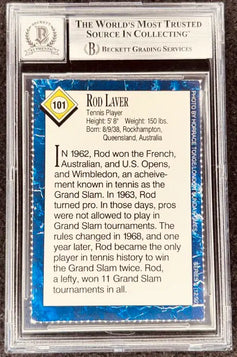 THE WORLD'S MOST TRUSTED
SOURCE IN COLLECTING™
B BECKETT GRADING SERVICES
101
ROD LAVER
Tennis Player
Height: 5' 8" Weight: 150 lbs.
Born: 8/9/38, Rockhampton,
Queensland, Australia
IN 1962, Rod won the French,
Australian, and U.S. Opens,
and Wimbledon, an acheive-
ment known in tennis as the
Grand Slam. In 1963, Rod
turned pro. In those days, pros
were not allowed to play in
Grand Slam tournaments. The
rules changed in 1968, and one
year later, Rod became the only
player in tennis history to win
the Grand Slam twice. Rod,
a lefty, won 11 Grand Slam
tournaments in all.